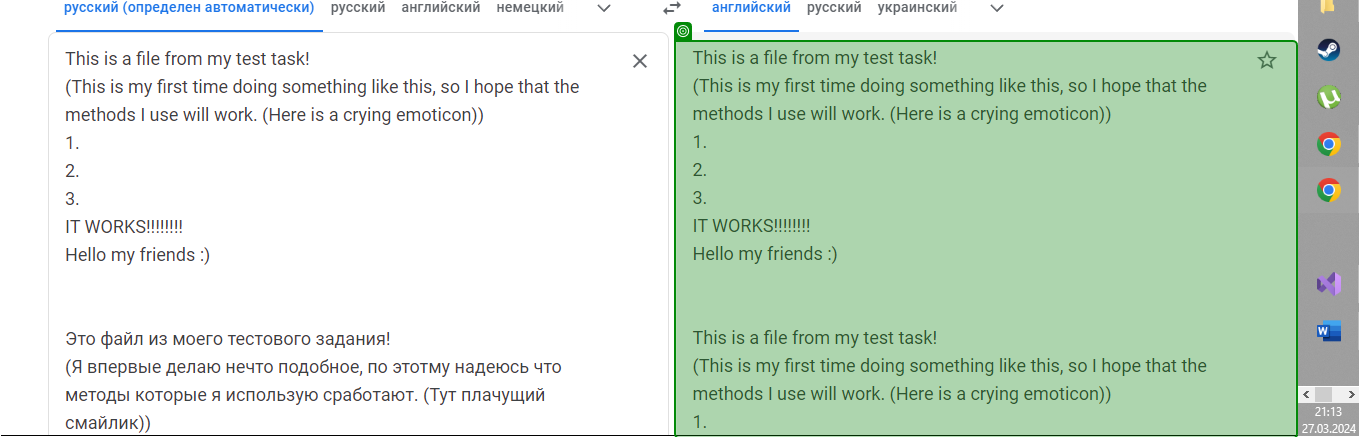 русский (определен автоматически) русский английский немецкий
английский русский украинский
This is a file from my test task!
(This is my first time doing something like this, so I hope that the
methods I use will work. (Here is a crying emoticon))
1.
2.
3.
IT WORKS!!!!!!!!
Hello my friends :)
Это файл из моего тестового задания!
(Я впервые делаю нечто подобное, по этотму надеюсь что
методы которые я использую сработают. (Тут плачущий
смайлик))
This is a file from my test task!
(This is my first time doing something like this, so I hope that the
methods I use will work. (Here is a crying emoticon))
1.
2.
3.
IT WORKS!!!!!!!!
Hello my friends :)
This is a file from my test task!
(This is my first time doing something like this, so I hope that the
methods I use will work. (Here is a crying emoticon))
1.
W
21:13
27.03.2024